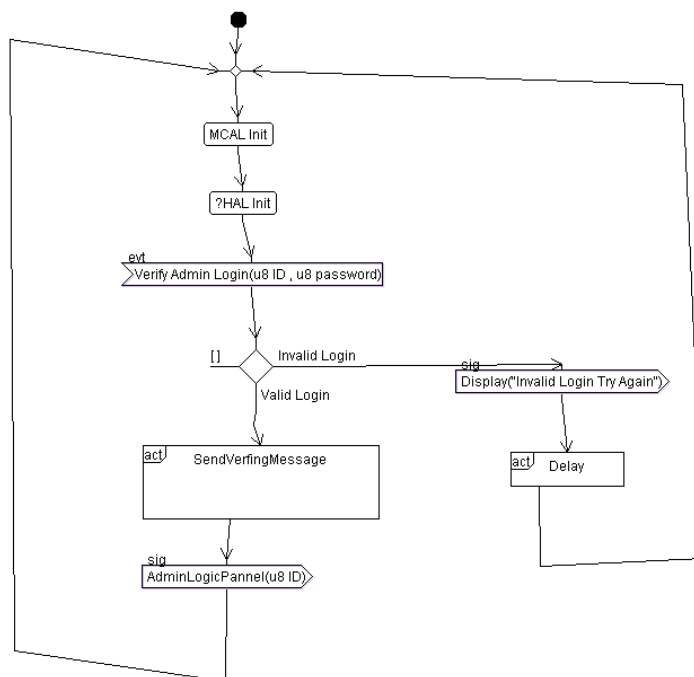 MCAL Init
?HAL Init
evt
Verify Admin Login(u8 ID , u8 password)
[ ]
Invalid Login
sig
Display("Invalid Login Try Again")
Valid Login
act
SendVerfingMessage
act
Delay
sig
AdminLogicPannel(u8 ID)